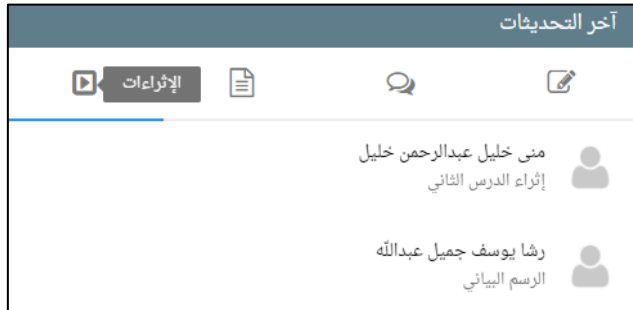 آخر التحديثات
الإثراءات
منى خليل عبدالرحمن خليل
إثراء الدرس الثاني
رشا يوسف جميل عبدالله
الرسم البياني